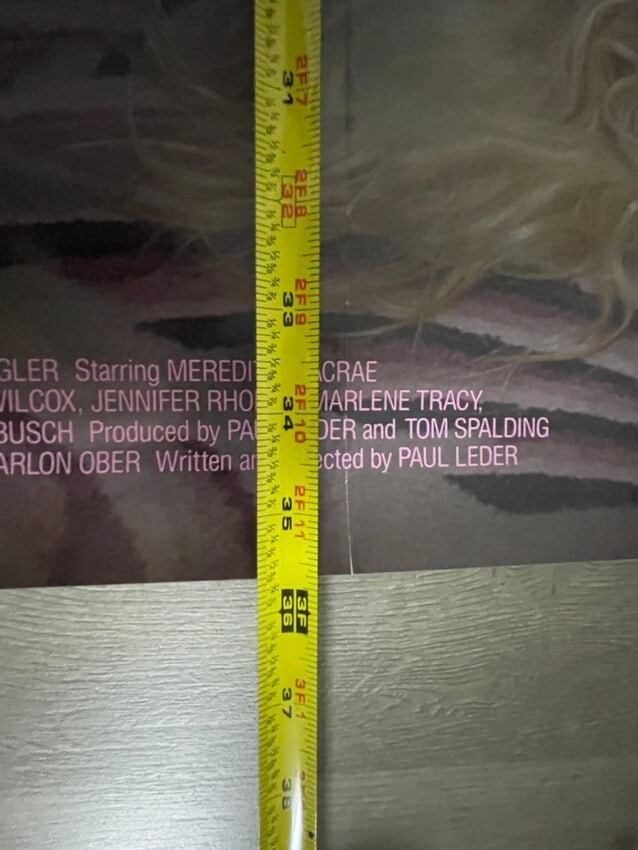 2F7
31
2F8
32
2F9
33
GLER Starring MEREDI CRAE
WILCOX, JENNIFER RHO MARLENE TRACY,
2F10
34
BUSCH Produced by PA DER and TOM SPALDING
ARLON OBER Written an ected by PAUL LEDER
2F11
35
3F
36
3F1
37
38